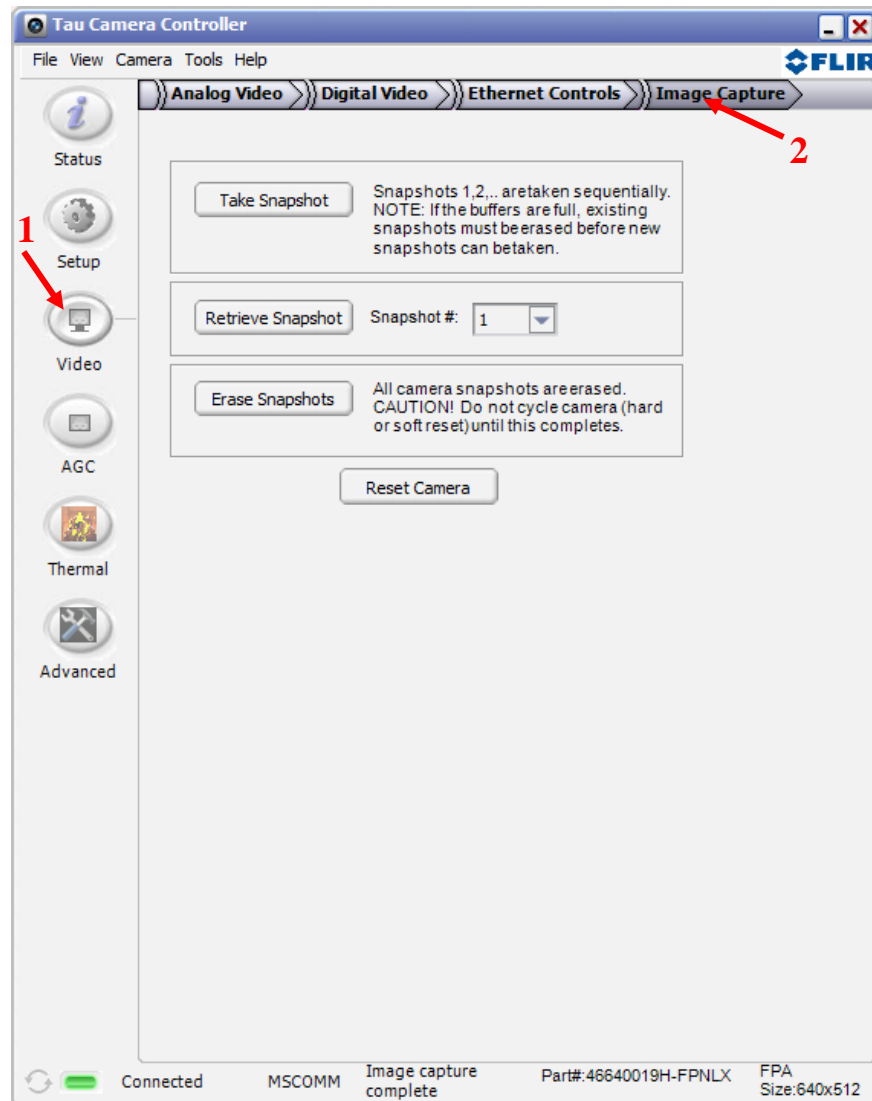 Tau Camera Controller
File View Camera Tools Help
FLIR
Analog Video Digital Video Ethernet Controls Image Capture
2
Status
Setup
1
Video
AGC
Thermal
Advanced
Take Snapshot
Snapshots 1,2,.. aretaken sequentially.
NOTE: If the buffers are full, existing
snapshots must beerased before new
snapshots can betaken.
Retrieve Snapshot
Snapshot #: 1
Erase Snapshots
All camera snapshots areerased.
CAUTION! Do not cycle camera (hard
or soft reset)until this completes.
Reset Camera
Connected
MSCOMM
Image capture
complete
Part#:46640019H-FPNLX
FPA
Size:640x512